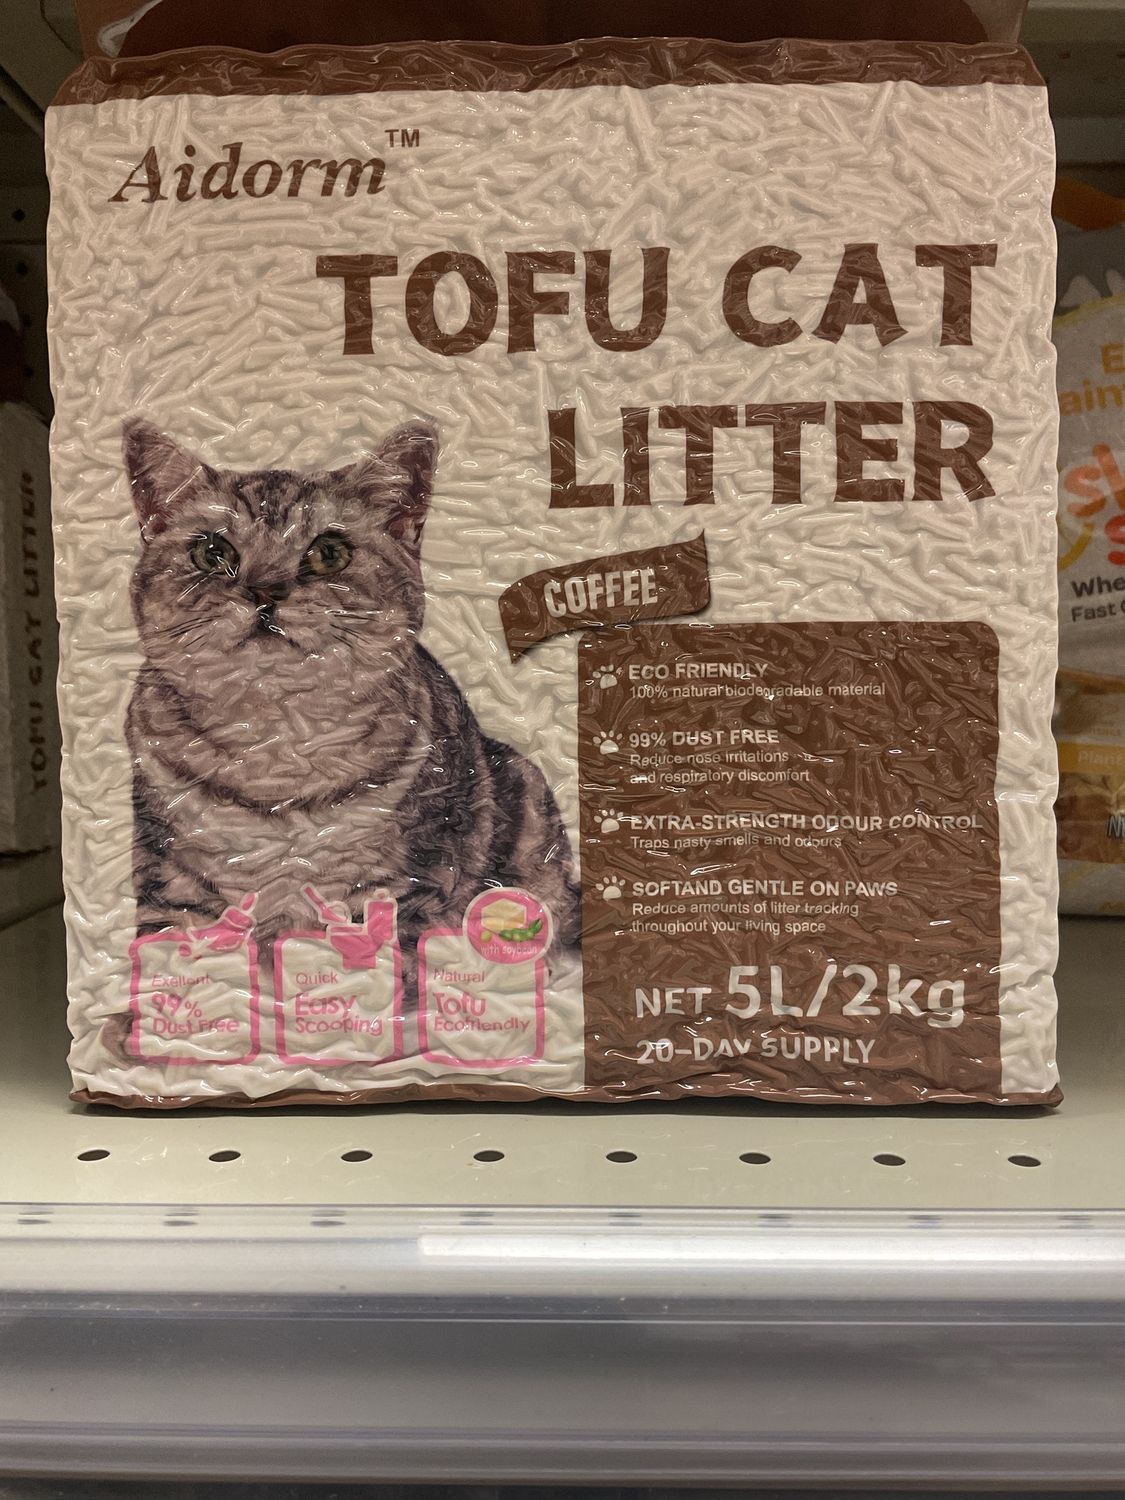 Aidorm™
TOFU CAT
LITTER
COFFEE
ECO FRIENDLY
100% natural biodegradable material
99% DUST FREE
Reduce nose irritations
and respiratory discomfort
EXTRA-STRENGTH ODOUR CONTROL
Traps nasty smells and odours
SOFTAND GENTLE ON PAWS
Reduce amounts of litter tracking
throughout your living space
NET 5L/2kg
20-DAY SUPPLY
with soybean
Exellent
99%
Dust Free
Quick
Easy
Scooping
Natural
Tofu
Ecofriendly
TOFU CAT LITTER
Whe
Fast
Plan